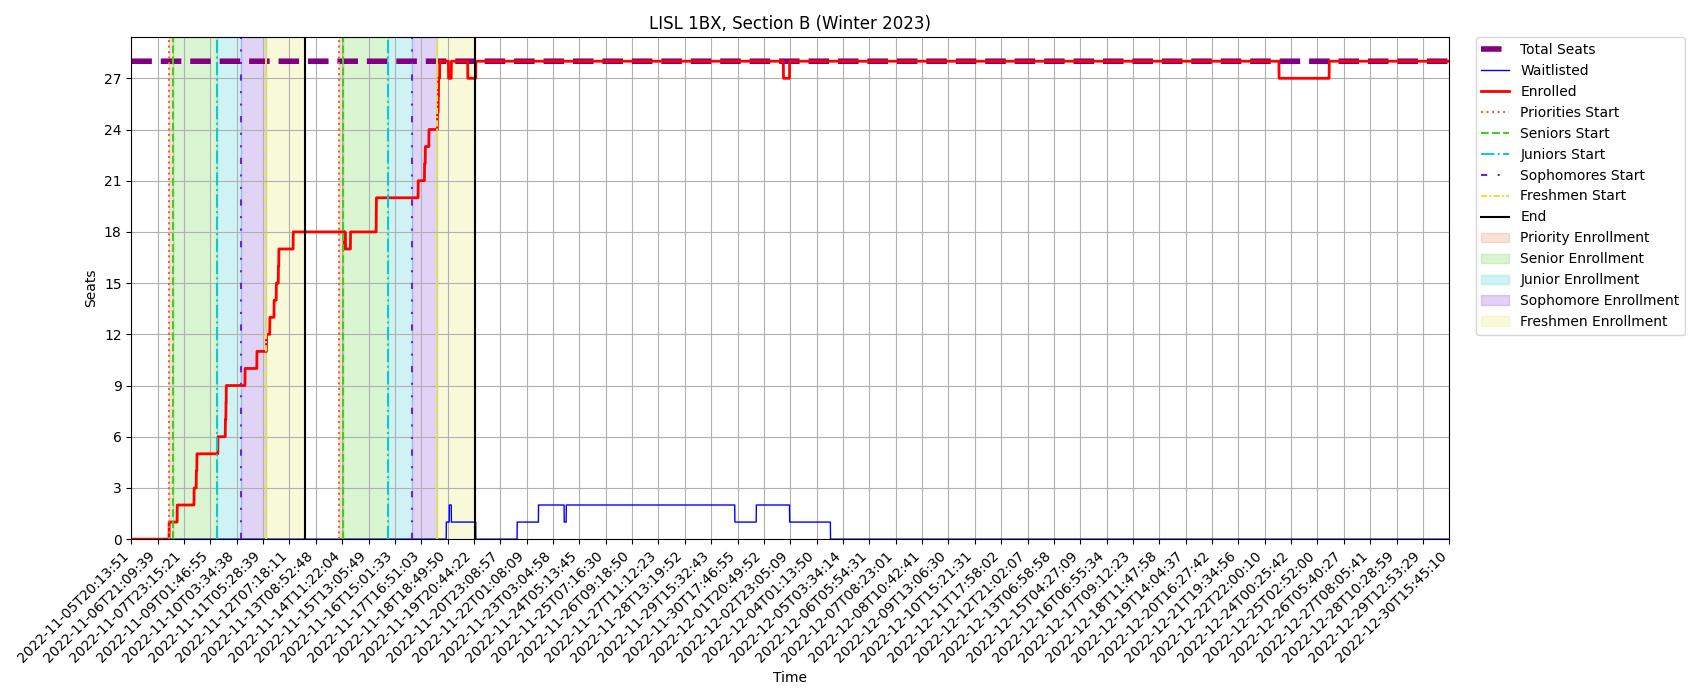 LISL 1BX, Section B (Winter 2023)
Total Seats
Waitlisted
Enrolled
Priorities Start
Seniors Start
Juniors Start
Sophomores Start
Freshmen Start
End
Priority Enrollment
Senior Enrollment
Junior Enrollment
Sophomore Enrollment
Freshmen Enrollment
Seats
27
24
21
18
15
12
9
6
3
0
2022-11-05T20:13:51
2022-11-06T21:09:39
2022-11-07T23:15:21
2022-11-09T01:46:55
2022-11-10T03:34:38
2022-11-11T05:28:39
2022-11-12T07:18:11
2022-11-13T08:52:48
2022-11-14T11:22:04
2022-11-15T13:05:49
2022-11-16T15:01:33
2022-11-17T16:51:03
2022-11-18T18:49:50
2022-11-19T20:44:22
2022-11-20T23:08:57
2022-11-22T01:08:09
2022-11-23T03:04:58
2022-11-24T05:13:45
2022-11-25T07:16:30
2022-11-26T09:18:50
2022-11-27T11:12:23
2022-11-28T13:19:52
2022-11-29T15:32:43
2022-11-30T17:46:55
2022-12-01T20:49:52
2022-12-02T23:05:09
2022-12-04T01:13:50
2022-12-05T03:34:14
2022-12-06T05:54:31
2022-12-07T08:23:01
2022-12-08T10:42:41
2022-12-09T13:06:30
2022-12-10T15:21:31
2022-12-11T17:58:02
2022-12-12T21:02:07
2022-12-13T06:58:58
2022-12-15T04:27:09
2022-12-16T06:55:34
2022-12-17T09:12:23
2022-12-18T11:47:58
2022-12-19T14:04:37
2022-12-20T16:27:42
2022-12-21T19:34:56
2022-12-22T22:00:10
2022-12-24T00:25:42
2022-12-25T02:52:00
2022-12-26T05:40:27
2022-12-27T08:05:41
2022-12-28T10:28:59
2022-12-29T12:53:29
2022-12-30T15:45:10
Time